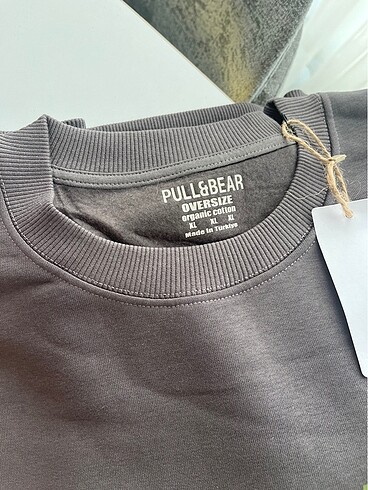 PULL&BEAR
OVERSIZE
organic cotton
XL XL XL
Made in Türkiye